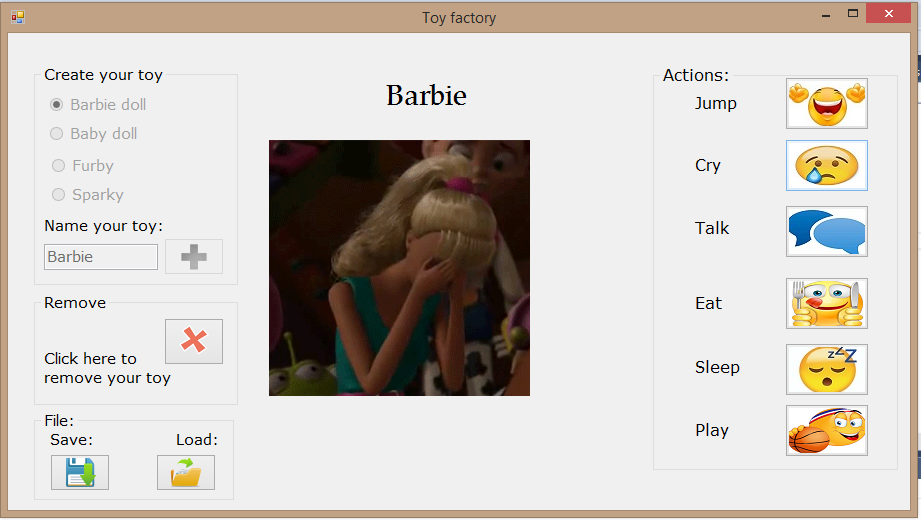 Toy factory
Create your toy
Barbie doll
Baby doll
Furby
Sparky
Name your toy:
Barbie
Remove
Click here to
remove your toy
File:
Save: Load:
Barbie
Actions:
Jump
Cry
Talk
Eat
Sleep
zzZ
Play